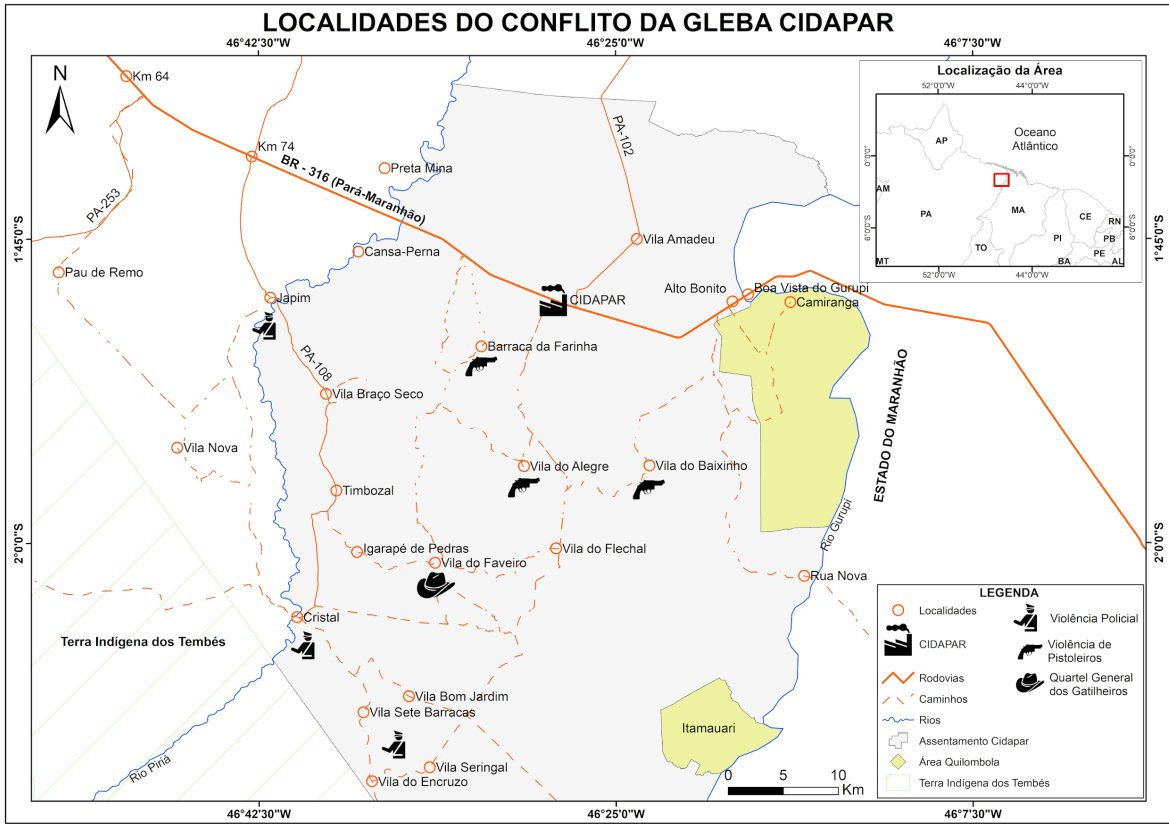 LOCALIDADES DO CONFLITO DA GLEBA CIDAPAR
46°42'30"W
46°25'0"W
46°7'30"W
N
Km 64
Km 74
BR - 316 (Pará-Maranhão)
Preta Mina
PA-102
PA-253
Cansa-Perna
Vila Amadeu
1°45'0"S
1°45'0"S
Pau de Remo
Japim
CIDAPAR
Alto Bonito
Boa Vista do Gurupi
Camiranga
Barraca da Farinha
PA-108
Vila Braço Seco
ESTADO DO MARANHÃO
Vila Nova
Vila do Alegre
Vila do Baixinho
Timbozal
Rio Gurupi
2°0'0"S
2°0'0"S
Igarapé de Pedras
Vila do Faveiro
Vila do Flechal
Rua Nova
Cristal
Terra Indígena dos Tembés
Vila Bom Jardim
Vila Sete Barracas
Itamauari
Rio Piriá
Vila Seringal
Vila do Encruzo
0 5 10
Km
46°42'30"W
46°25'0"W
46°7'30"W
Localização da Área
52°0'0"W
44°0'0"W
Oceano
Atlântico
AP
0°0'0"
0°0'0"
AM
PA
MA
CE
RN
6°0'0"S
6°0'0"S
TO
PI
PB
PE
MT
BA
AL
52°0'0"W
44°0'0"W
LEGENDA
Localidades
CIDAPAR
Rodovias
Caminhos
Rios
Assentamento Cidapar
Área Quilombola
Terra Indígena dos Tembés
Violência Policial
Violência de
Pistoleiros
Quartel General
dos Gatilheiros